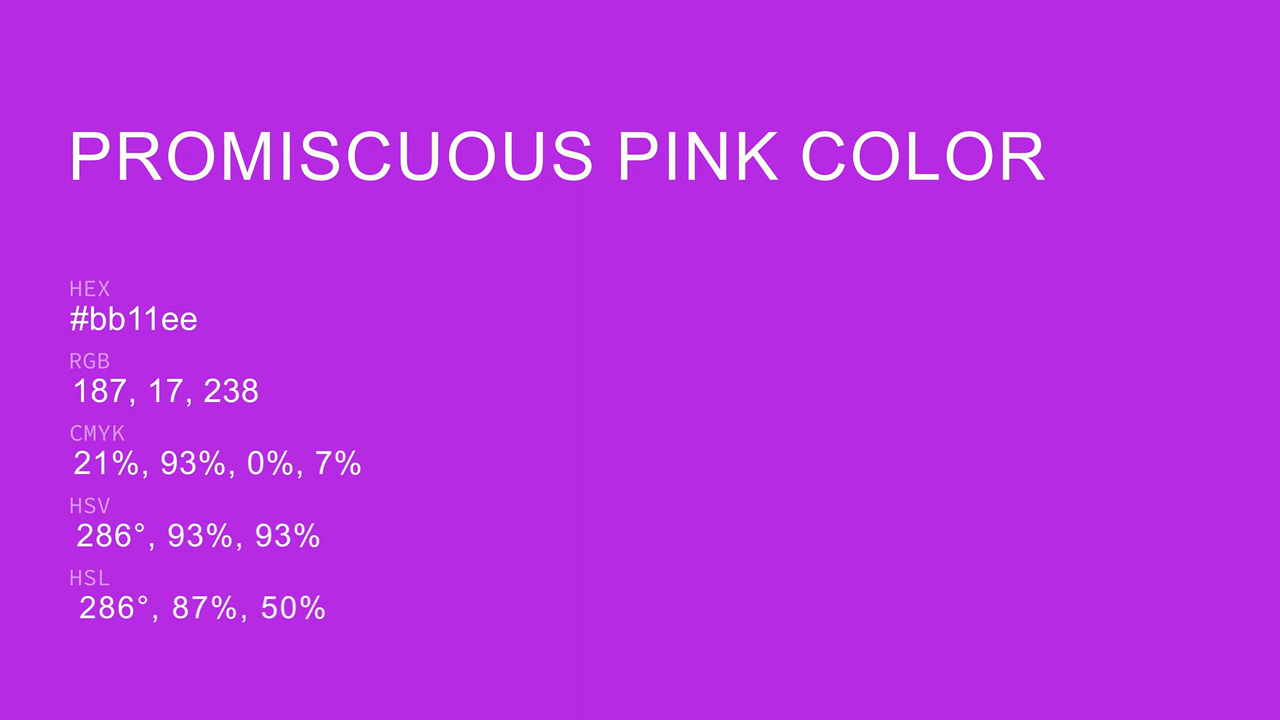 PROMISCUOUS PINK COLOR
HEX
#bb11ee
RGB
187, 17, 238
CMYK
21%, 93%, 0%, 7%
HSV
286°, 93%, 93%
HSL
286°, 87%, 50%